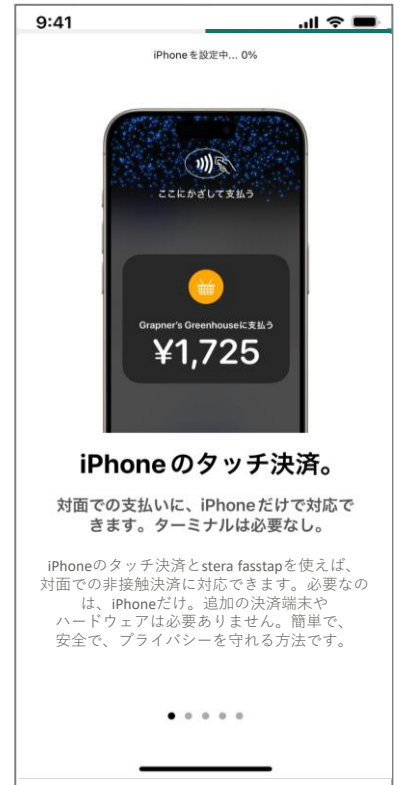 9:41
iPhoneを設定中... 0%
ここにかざして支払う
Grapner's Greenhouseに支払う
¥1,725
iPhoneのタッチ決済。
対面での支払いに、iPhoneだけで対応で
きます。ターミナルは必要なし。
iPhoneのタッチ決済とstera fasstapを使えば、
対面での非接触決済に対応できます。必要なの
は、iPhoneだけ。追加の決済端末や
ハードウェアは必要ありません。簡単で、
安全で、プライバシーを守れる方法です。